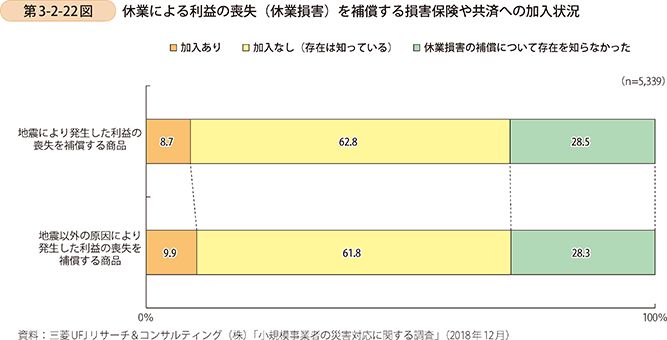 第3-2-22図 休業による利益の喪失（休業損害）を補償する損害保険や共済への加入状況
加入あり 加入なし（存在は知っている） 休業損害の補償について存在を知らなかった
（n=5,339）
地震により発生した利益の
喪失を補償する商品
8.7 62.8 28.5
地震以外の原因により
発生した利益の喪失を
補償する商品
9.9 61.8 28.3
0% 100%
資料：三菱UFJリサーチ＆コンサルティング（株）「小規模事業者の災害対応に関する調査」（2018年12月）